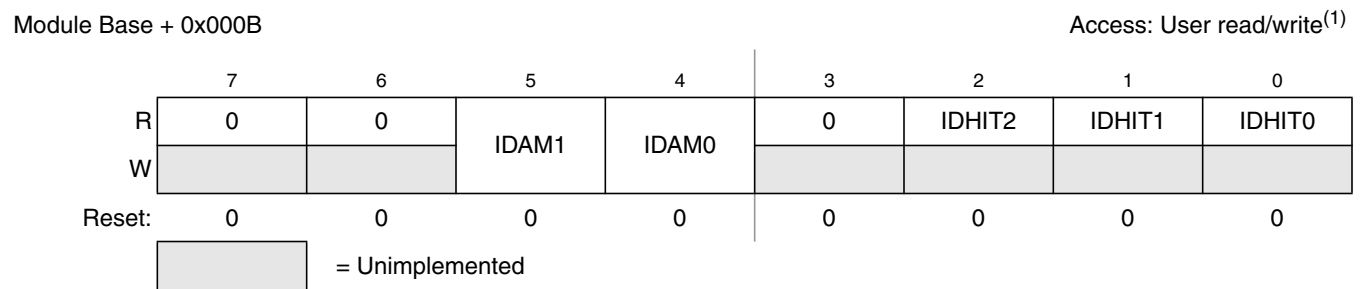 Module Base + 0x000B Access: User read/write(1)
7 6 5 4 3 2 1 0
R 0 0 IDAM1 IDAM0 0 IDHIT2 IDHIT1 IDHIT0
W
Reset: 0 0 0 0 0 0 0 0
= Unimplemented